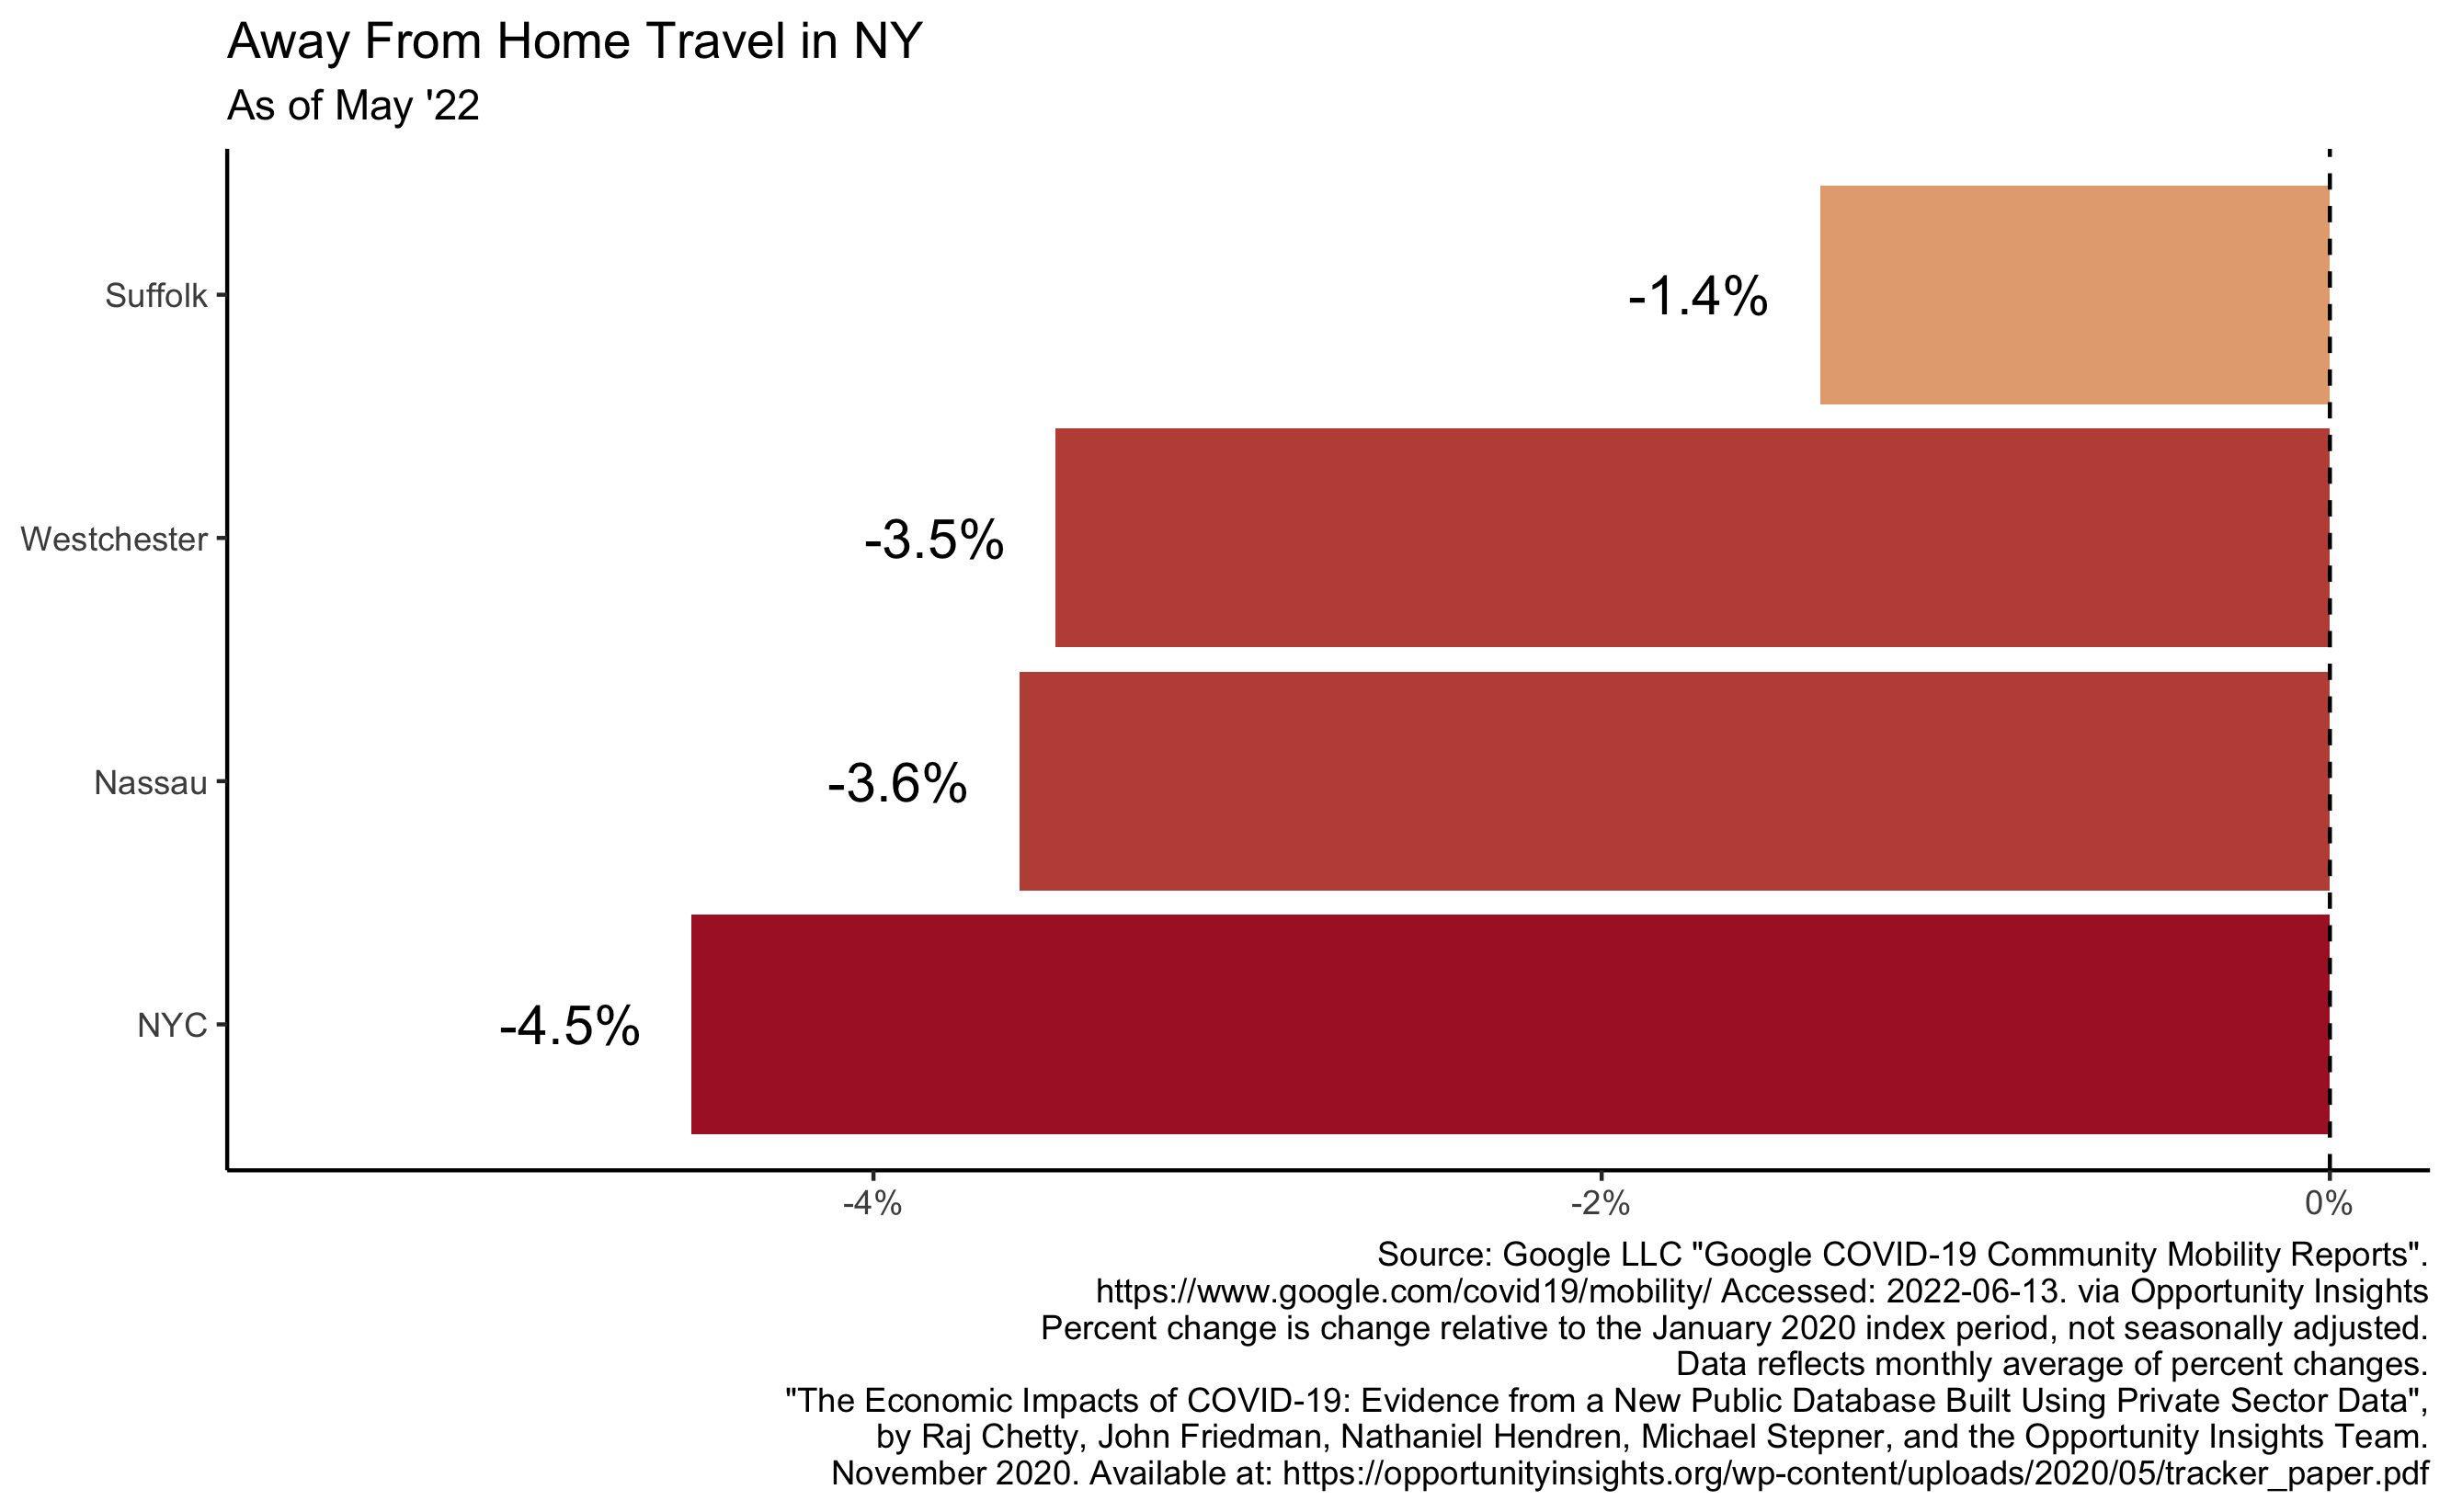 Away From Home Travel in NY
As of May '22
Suffolk
-1.4%
Westchester
-3.5%
Nassau
-3.6%
NYC
-4.5%
-4%
-2%
0%
Source: Google LLC "Google COVID-19 Community Mobility Reports".
https://www.google.com/covid19/mobility/ Accessed: 2022-06-13. via Opportunity Insights
Percent change is change relative to the January 2020 index period, not seasonally adjusted.
Data reflects monthly average of percent changes.
"The Economic Impacts of COVID-19: Evidence from a New Public Database Built Using Private Sector Data",
by Raj Chetty, John Friedman, Nathaniel Hendren, Michael Stepner, and the Opportunity Insights Team.
November 2020. Available at: https://opportunityinsights.org/wp-content/uploads/2020/05/tracker_paper.pdf